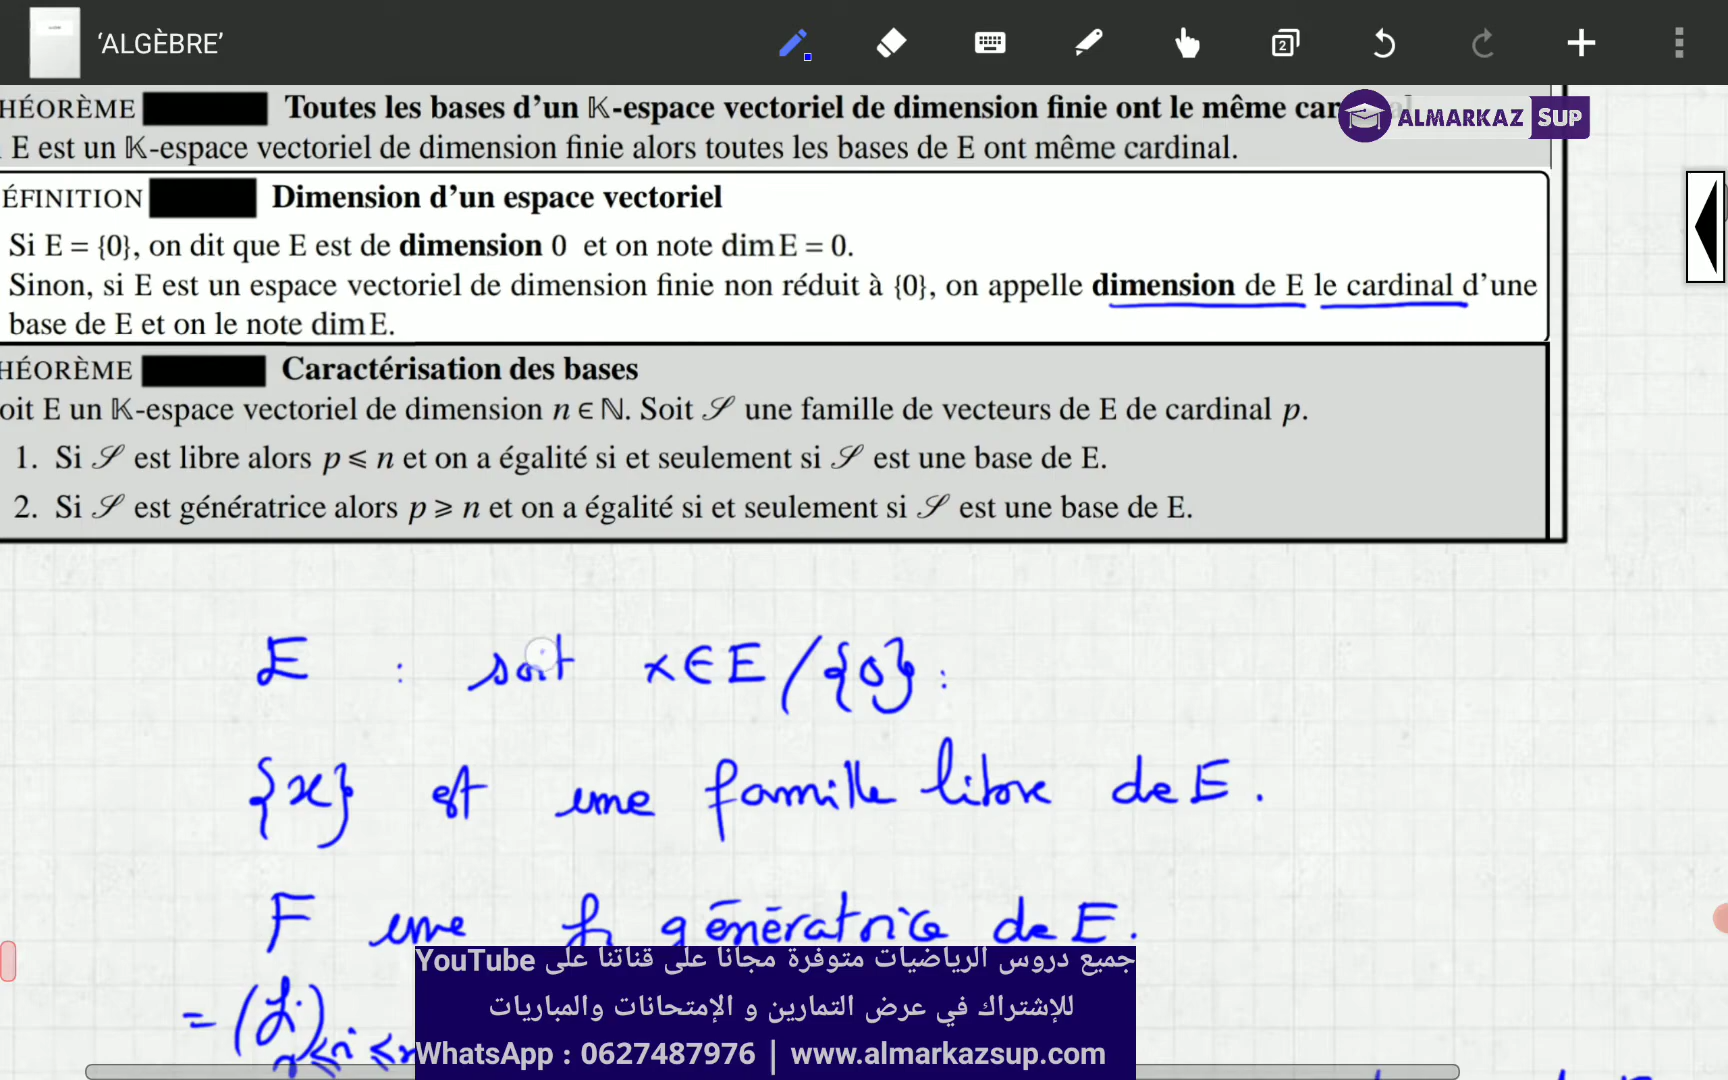 ‘ALGÈBRE’
2
ALMARKAZ SUP
HÉORÈME Toutes les bases d’un 𝕂-espace vectoriel de dimension finie ont le même car
E est un 𝕂-espace vectoriel de dimension finie alors toutes les bases de E ont même cardinal.
ÉFINITION Dimension d’un espace vectoriel
Si E = {0}, on dit que E est de dimension 0 et on note dim E = 0.
Sinon, si E est un espace vectoriel de dimension finie non réduit à {0}, on appelle dimension de E le cardinal d’une
base de E et on le note dim E.
HÉORÈME Caractérisation des bases
oit E un 𝕂-espace vectoriel de dimension n ∈ ℕ. Soit 𝒮 une famille de vecteurs de E de cardinal p.
1. Si 𝒮 est libre alors p ⩽ n et on a égalité si et seulement si 𝒮 est une base de E.
2. Si 𝒮 est génératrice alors p ⩾ n et on a égalité si et seulement si 𝒮 est une base de E.
E : soit x ∈ E / {0} :
{x} est une famille libre de E .
F une f génératrice de E .
جميع دروس الرياضيات متوفرة مجانا على قناتنا على YouTube
للإشتراك في عرض التمارين و الإمتحانات والمباريات
WhatsApp : 0627487976 | www.almarkazsup.com